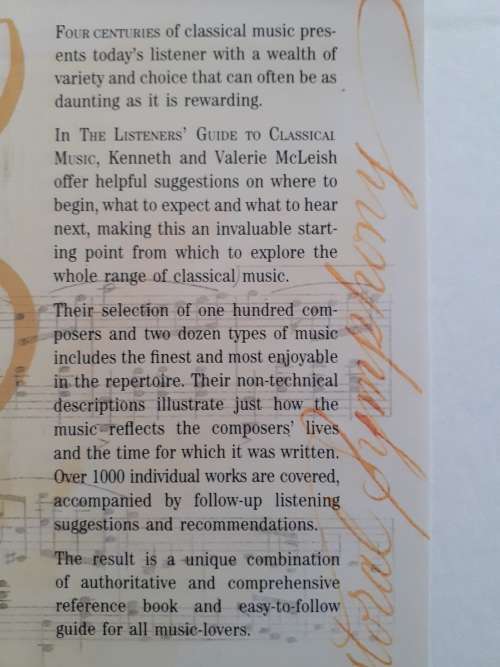 FOUR CENTURIES of classical music pres-
ents today's listener with a wealth of
variety and choice that can often be as
daunting as it is rewarding.
In THE LISTENERS' GUIDE TO CLASSICAL
MUSIC, Kenneth and Valerie McLeish
offer helpful suggestions on where to
begin, what to expect and what to hear
next, making this an invaluable start-
ing point from which to explore the
whole range of classical music.
Their selection of one hundred com-
posers and two dozen types of music
includes the finest and most enjoyable
in the repertoire. Their non-technical
descriptions illustrate just how the
music reflects the composers' lives
and the time for which it was written.
Over 1000 individual works are covered,
accompanied by follow-up listening
suggestions and recommendations.
The result is a unique combination
of authoritative and comprehensive
reference book and easy-to-follow
guide for all music-lovers.
toral Symphony